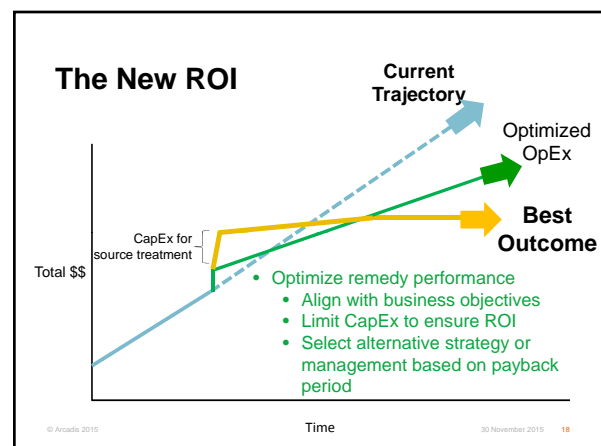 The New ROI
Current
Trajectory
Optimized
OpEx
Best
Outcome
CapEx for
source treatment
Total $$
• Optimize remedy performance
• Align with business objectives
• Limit CapEx to ensure ROI
• Select alternative strategy or
management based on payback
period
© Arcadis 2015
Time
30 November 2015
18